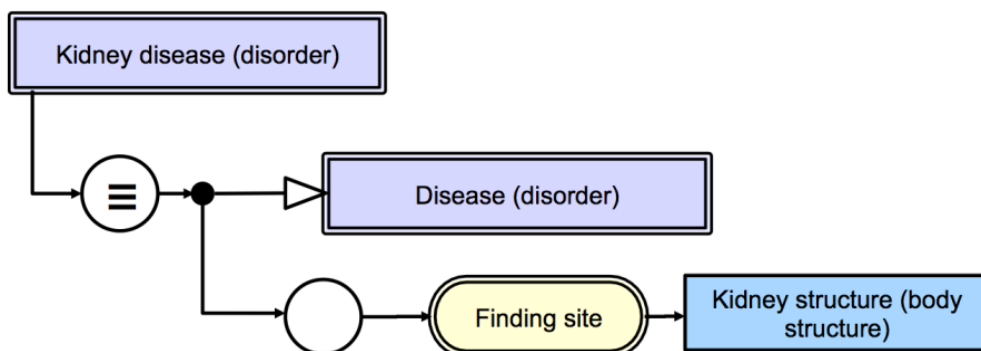 Kidney disease (disorder)
≡
Disease (disorder)
Finding site
Kidney structure (body
structure)